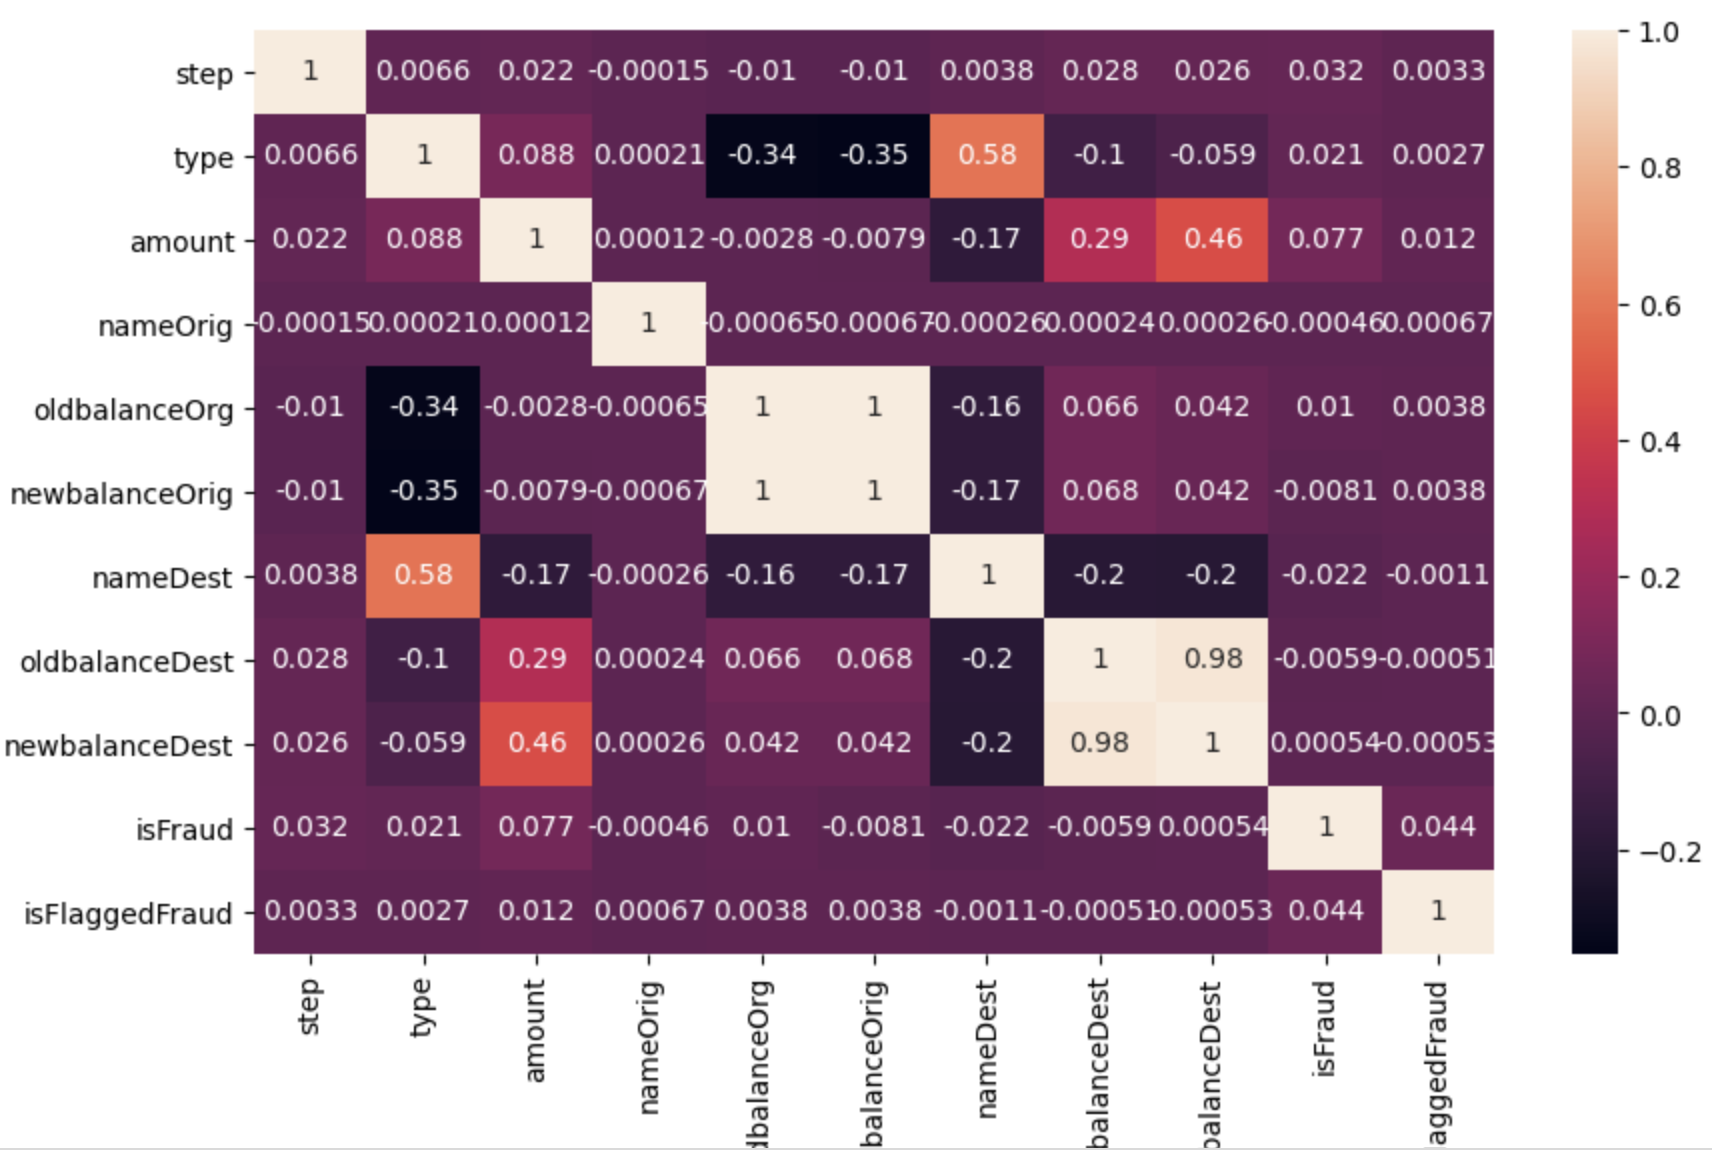 step 1 0.0066 0.022 -0.00015 -0.01 -0.01 0.0038 0.028 0.026 0.032 0.0033
type 0.0066 1 0.088 0.00021 -0.34 -0.35 0.58 -0.1 -0.059 0.021 0.0027
amount 0.022 0.088 1 0.00012 -0.0028 -0.0079 -0.17 0.29 0.46 0.077 0.012
nameOrig -0.00015 0.00021 0.00012 1 -0.00065 -0.00067 -0.00026 0.00024 0.00026 -0.00046 0.00067
oldbalanceOrg -0.01 -0.34 -0.0028 -0.00065 1 1 -0.16 0.066 0.042 0.01 0.0038
newbalanceOrig -0.01 -0.35 -0.0079 -0.00067 1 1 -0.17 0.068 0.042 -0.0081 0.0038
nameDest 0.0038 0.58 -0.17 -0.00026 -0.16 -0.17 1 -0.2 -0.2 -0.022 -0.0011
oldbalanceDest 0.028 -0.1 0.29 0.00024 0.066 0.068 -0.2 1 0.98 -0.0059 -0.00051
newbalanceDest 0.026 -0.059 0.46 0.00026 0.042 0.042 -0.2 0.98 1 0.00054 -0.00053
isFraud 0.032 0.021 0.077 -0.00046 0.01 -0.0081 -0.022 -0.0059 0.00054 1 0.044
isFlaggedFraud 0.0033 0.0027 0.012 0.00067 0.0038 0.0038 -0.0011 -0.00051 -0.00053 0.044 1
step
type
amount
nameOrig
dbalanceOrg
balanceOrig
nameDest
balanceDest
balanceDest
isFraud
aggedFraud
1.0
0.8
0.6
0.4
0.2
0.0
−0.2